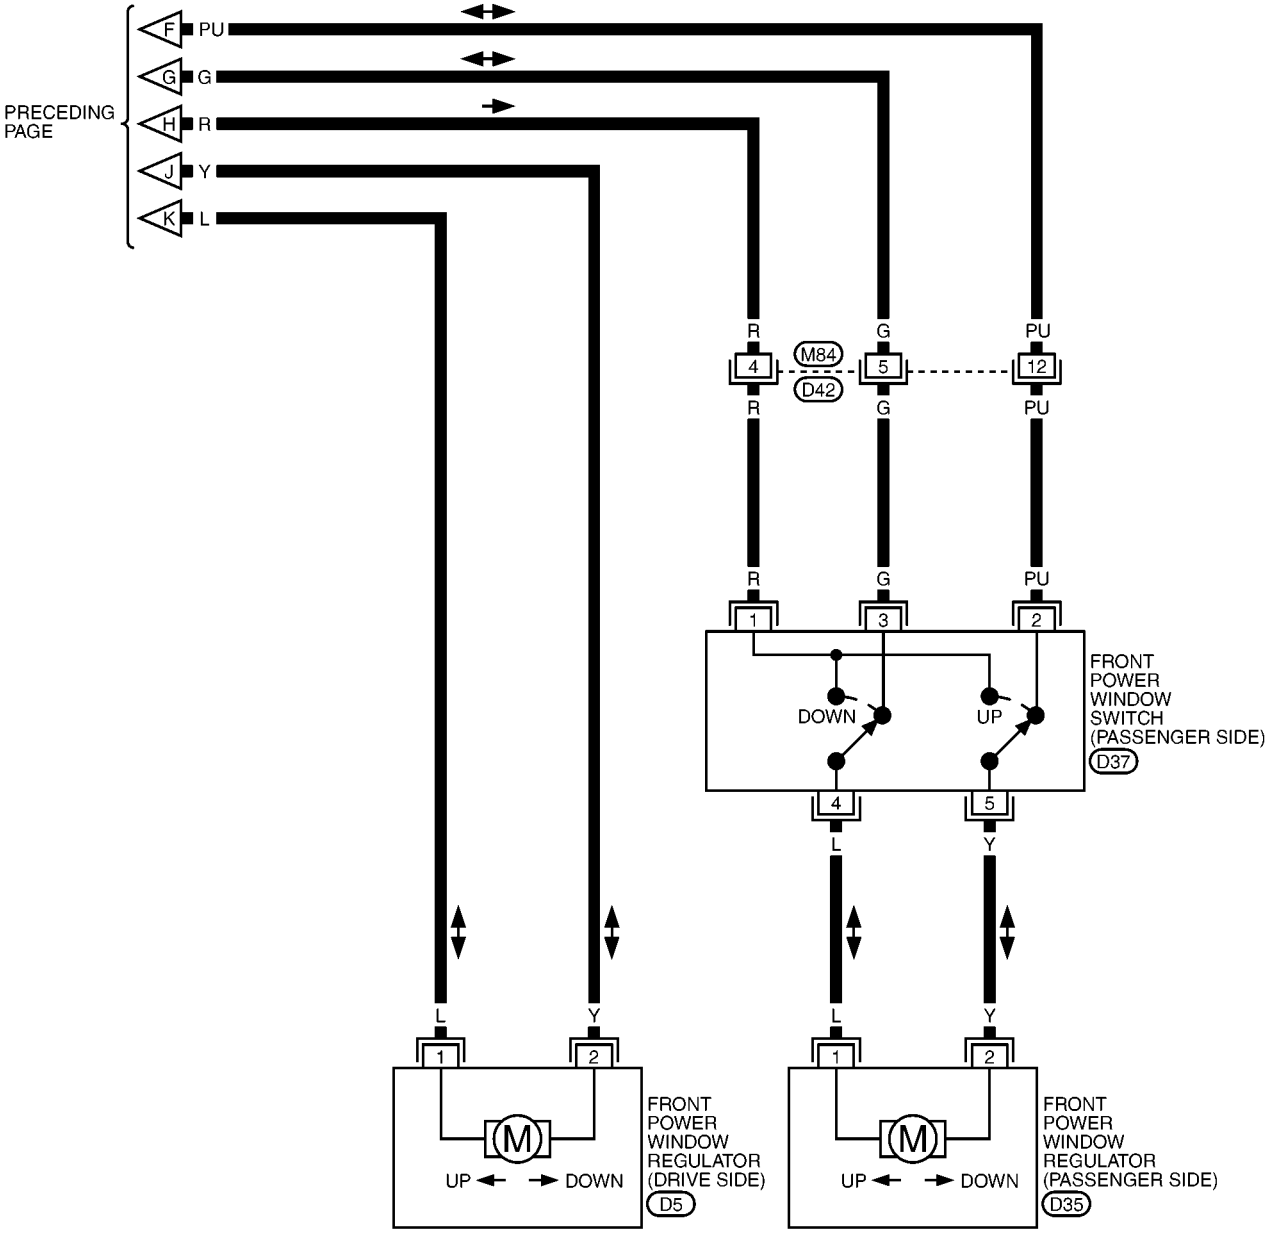 F PU
G G
PRECEDING
PAGE
H R
J Y
K L
R G PU
4 M84 5 12
D42
R G PU
R G PU
1 3 2
FRONT
POWER
WINDOW
SWITCH
(PASSENGER SIDE)
D37
DOWN UP
4 5
L Y
L Y L Y
1 2 1 2
FRONT
POWER
WINDOW
REGULATOR
(DRIVE SIDE)
D5
M
UP DOWN
FRONT
POWER
WINDOW
REGULATOR
(PASSENGER SIDE)
D35
M
UP DOWN